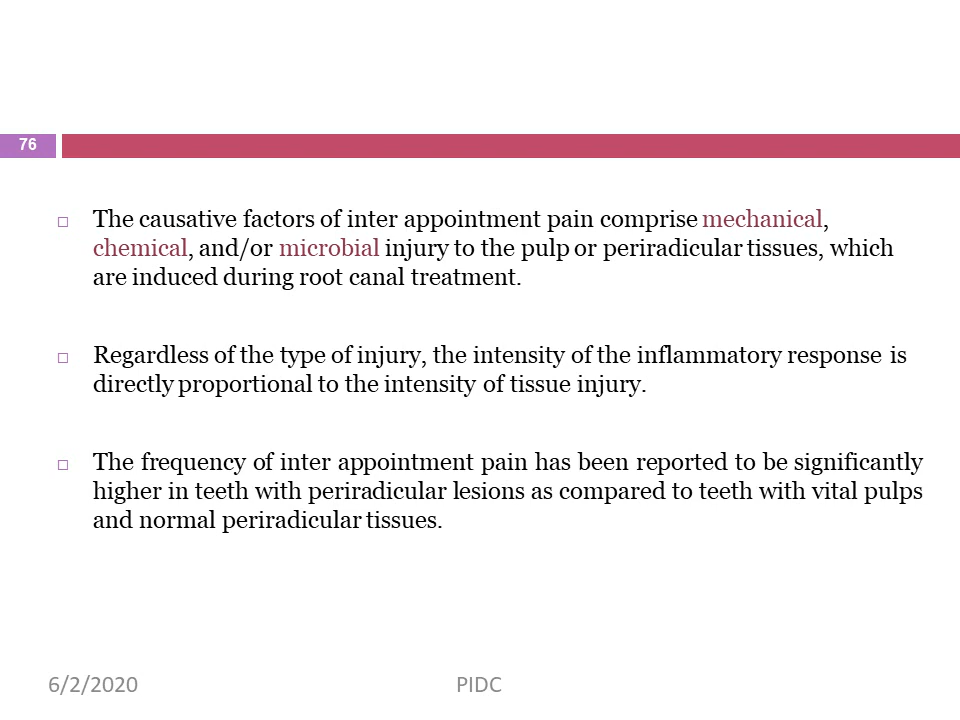 76
The causative factors of inter appointment pain comprise mechanical,
chemical, and/or microbial injury to the pulp or periradicular tissues, which
are induced during root canal treatment.
Regardless of the type of injury, the intensity of the inflammatory response is
directly proportional to the intensity of tissue injury.
The frequency of inter appointment pain has been reported to be significantly
higher in teeth with periradicular lesions as compared to teeth with vital pulps
and normal periradicular tissues.
6/2/2020
PIDC